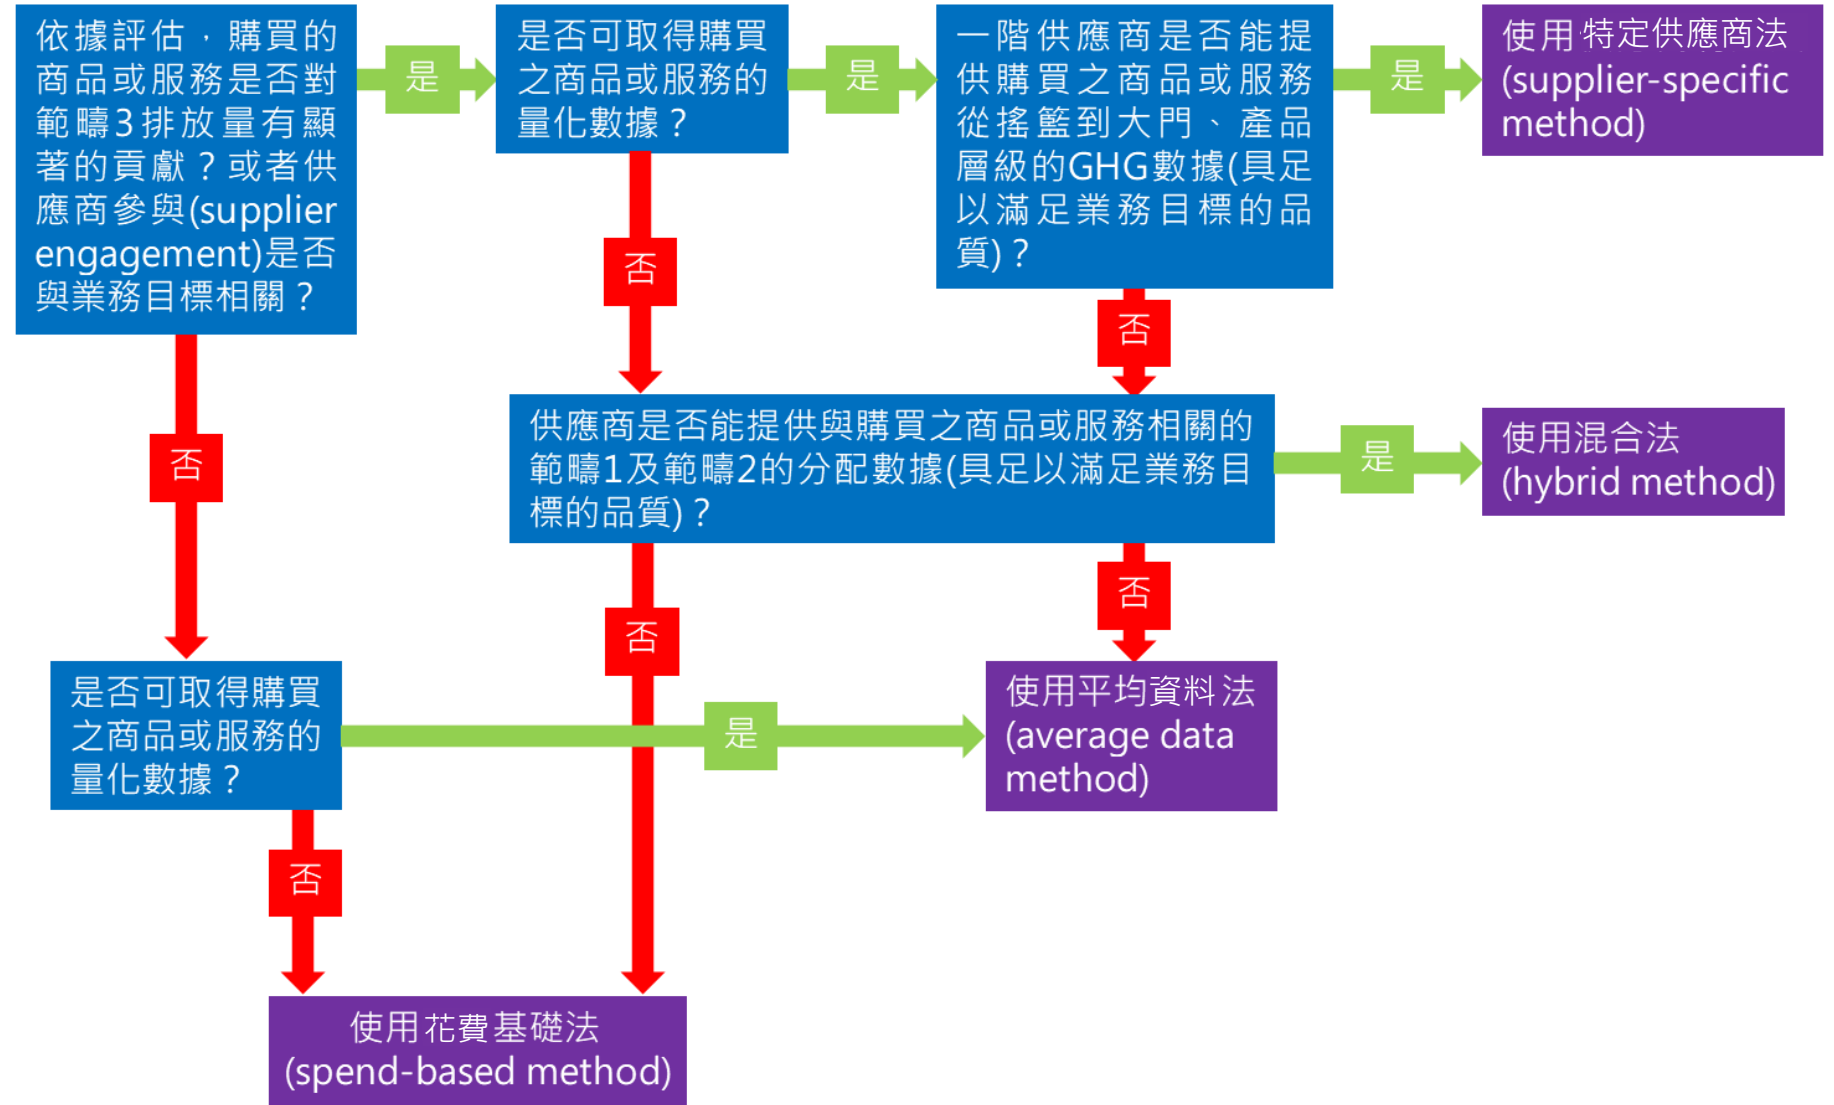 依據評估，購買的
商品或服務是否對
範疇3排放量有顯
著的貢獻？或者供
應商參與(supplier
engagement)是否
與業務目標相關？
是
是否可取得購買
之商品或服務的
量化數據？
是
一階供應商是否能提
供購買之商品或服務
從搖籃到大門、產品
層級的GHG數據(具足
以滿足業務目標的品
質)？
是
使用特定供應商法
(supplier-specific
method)
否
否
否
供應商是否能提供與購買之商品或服務相關的
範疇1及範疇2的分配數據(具足以滿足業務目
標的品質)？
是
使用混合法
(hybrid method)
否
否
是否可取得購買
之商品或服務的
量化數據？
是
使用平均資料法
(average data
method)
否
使用花費基礎法
(spend-based method)